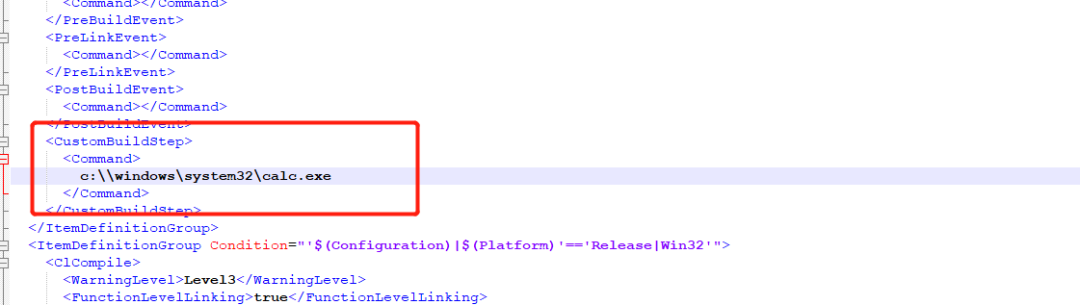 <Command></Command>
</PreBuildEvent>
<PreLinkEvent>
<Command></Command>
</PreLinkEvent>
<PostBuildEvent>
<Command></Command>
</PostBuildEvent>
<CustomBuildStep>
<Command>
c:\\windows\system32\calc.exe
</Command>
</CustomBuildStep>
</ItemDefinitionGroup>
<ItemDefinitionGroup Condition="'$(Configuration)|$(Platform)'=='Release|Win32'">
<ClCompile>
<WarningLevel>Level3</WarningLevel>
<FunctionLevelLinking>true</FunctionLevelLinking>